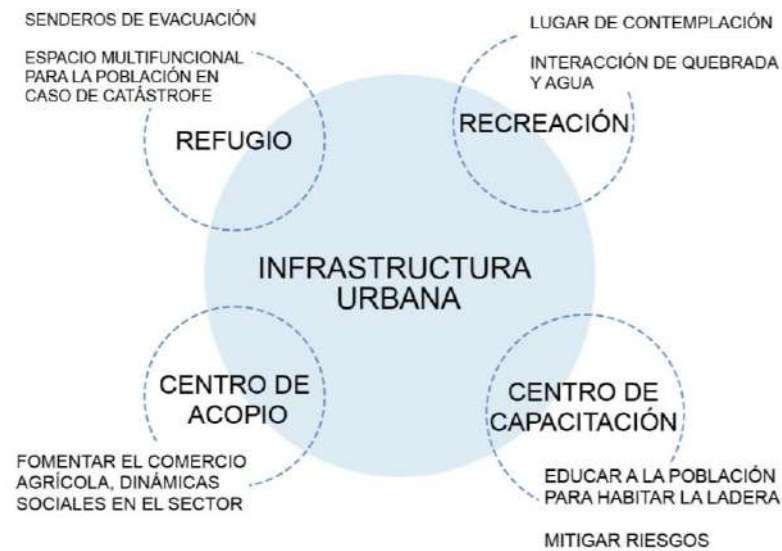 SENDEROS DE EVACUACIÓN
ESPACIO MULTIFUNCIONAL
PARA LA POBLACIÓN EN
CASO DE CATÁSTROFE
REFUGIO
LUGAR DE CONTEMPLACIÓN
INTERACCIÓN DE QUEBRADA
Y AGUA
RECREACIÓN
INFRASTRUCTURA
URBANA
CENTRO DE
ACOPIO
FOMENTAR EL COMERCIO
AGRÍCOLA, DINÁMICAS
SOCIALES EN EL SECTOR
CENTRO DE
CAPACITACIÓN
EDUCAR A LA POBLACIÓN
PARA HABITAR LA LADERA
MITIGAR RIESGOS